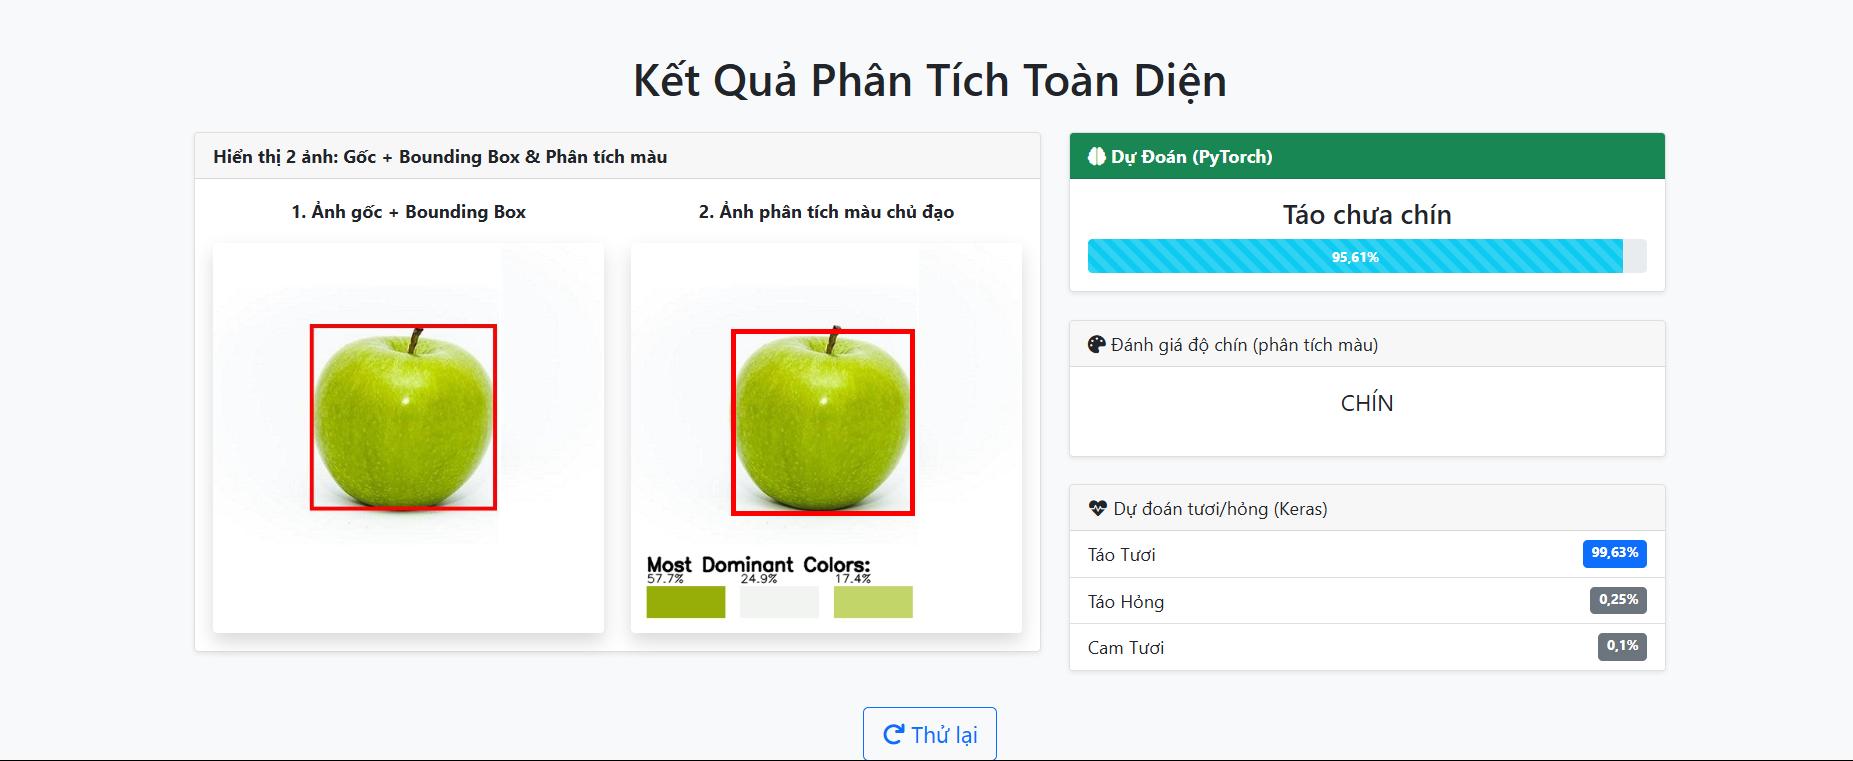 Kết Quả Phân Tích Toàn Diện
Hiển thị 2 ảnh: Gốc + Bounding Box & Phân tích màu
1. Ảnh gốc + Bounding Box
2. Ảnh phân tích màu chủ đạo
Most Dominant Colors:
57.7% 24.9% 17.4%
Dự Đoán (PyTorch)
Táo chưa chín
95,61%
Đánh giá độ chín (phân tích màu)
CHÍN
Dự đoán tươi/hỏng (Keras)
Táo Tươi 99,63%
Táo Hỏng 0,25%
Cam Tươi 0,1%
Thử lại